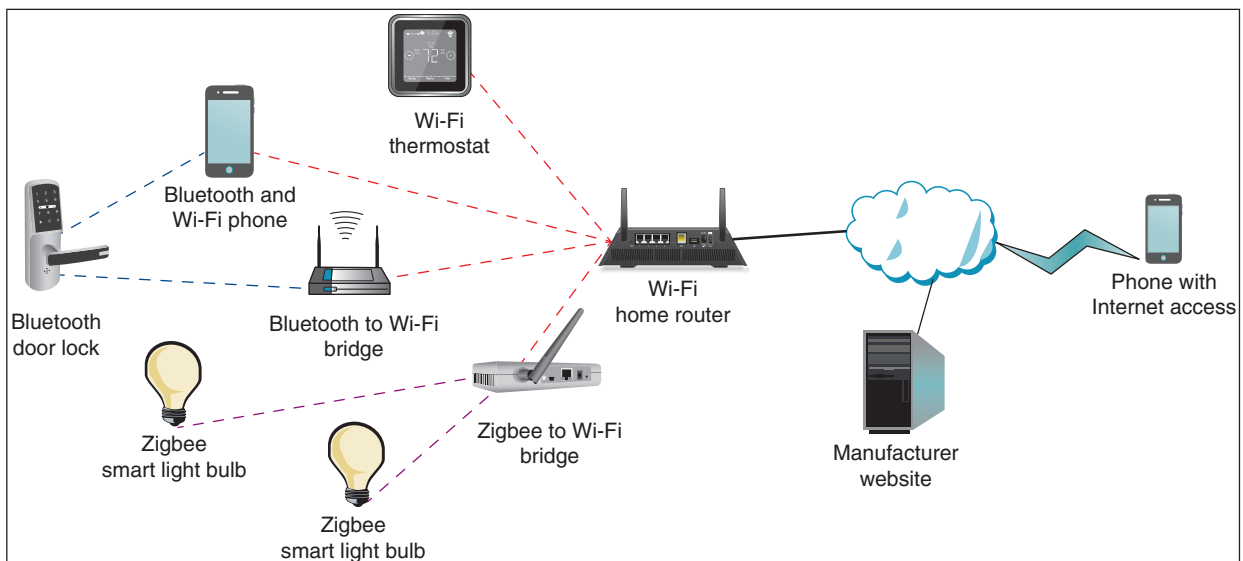 72
Wi-Fi
thermostat
Bluetooth and
Wi-Fi phone
Bluetooth
door lock
Bluetooth to Wi-Fi
bridge
Wi-Fi
home router
Phone with
Internet access
Zigbee
smart light bulb
Zigbee to Wi-Fi
bridge
Manufacturer
website
Zigbee
smart light bulb